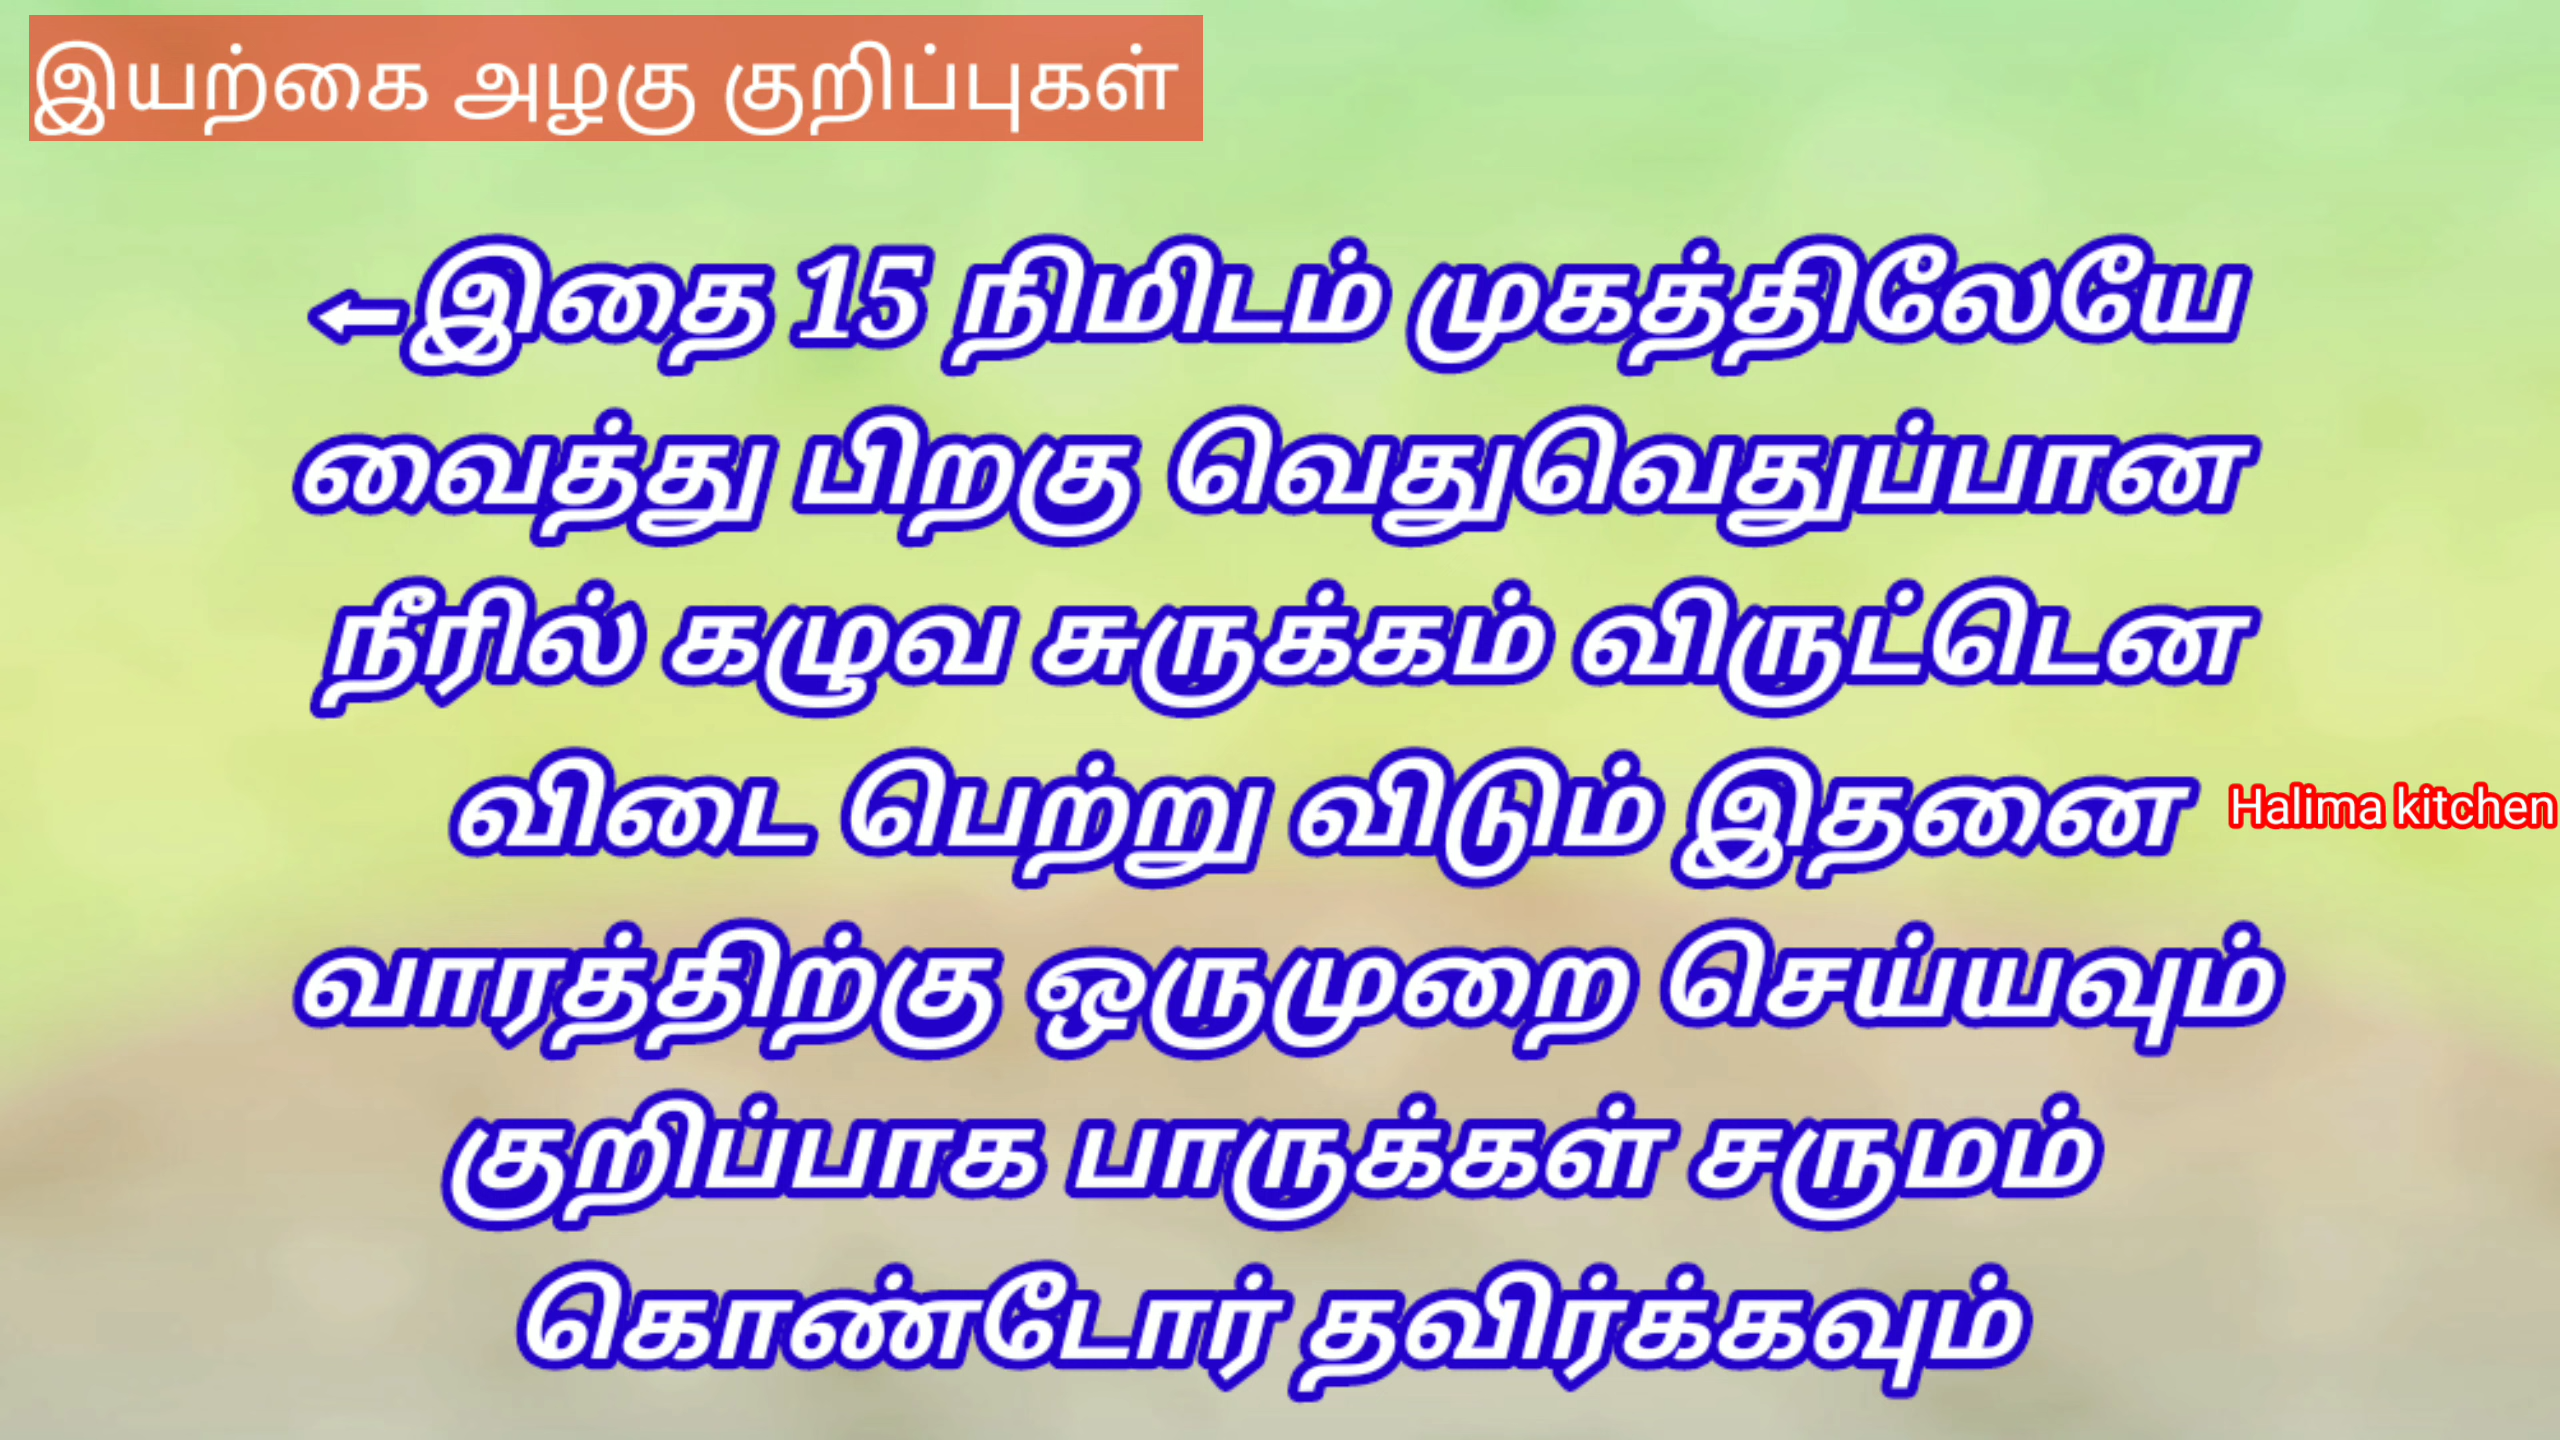 இயற்கை அழகு குறிப்புகள்
←இதை 15 நிமிடம் முகத்திலேயே
வைத்து பிறகு வெதுவெதுப்பான
நீரில் கழுவ சுருக்கம் விருட்டென
விடை பெற்று விடும் இதனை
Halima kitchen
வாரத்திற்கு ஒருமுறை செய்யவும்
குறிப்பாக பாருக்கள் சருமம்
கொண்டோர் தவிர்க்கவும்